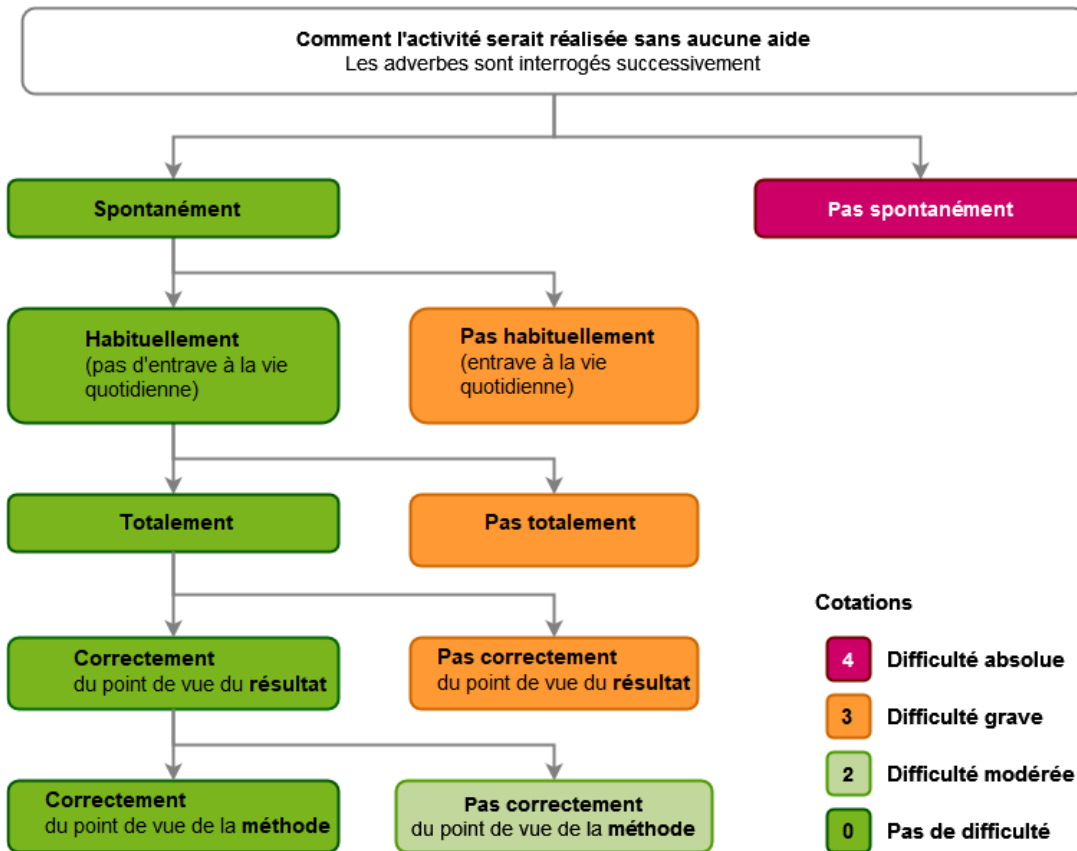 Comment l'activité serait réalisée sans aucune aide
Les adverbes sont interrogés successivement
Spontanément
Pas spontanément
Habituellement
(pas d'entrave à la vie
quotidienne)
Pas habituellement
(entrave à la vie
quotidienne)
Totalement
Pas totalement
Correctement
du point de vue du résultat
Pas correctement
du point de vue du résultat
Correctement
du point de vue de la méthode
Pas correctement
du point de vue de la méthode
Cotations
4 Difficulté absolue
3 Difficulté grave
2 Difficulté modérée
0 Pas de difficulté